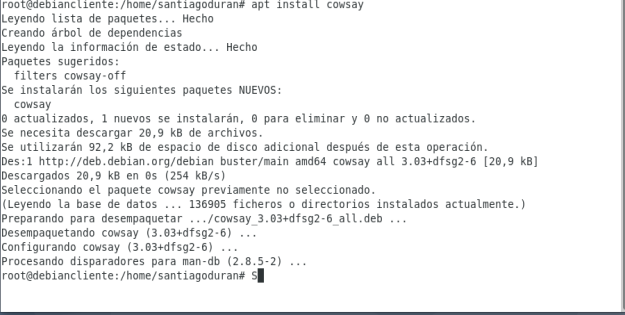 root@debiancliente:/home/santiagoduran# apt install cowsay
Leyendo lista de paquetes... Hecho
Creando árbol de dependencias
Leyendo la información de estado... Hecho
Paquetes sugeridos:
  filters cowsay-off
Se instalarán los siguientes paquetes NUEVOS:
  cowsay
0 actualizados, 1 nuevos se instalarán, 0 para eliminar y 0 no actualizados.
Se necesita descargar 20,9 kB de archivos.
Se utilizarán 92,2 kB de espacio de disco adicional después de esta operación.
Des:1 http://deb.debian.org/debian buster/main amd64 cowsay all 3.03+dfsg2-6 [20,9 kB]
Descargados 20,9 kB en 0s (254 kB/s)
Seleccionando el paquete cowsay previamente no seleccionado.
(Leyendo la base de datos ... 136905 ficheros o directorios instalados actualmente.)
Preparando para desempaquetar .../cowsay_3.03+dfsg2-6_all.deb ...
Desempaquetando cowsay (3.03+dfsg2-6) ...
Configurando cowsay (3.03+dfsg2-6) ...
Procesando disparadores para man-db (2.8.5-2) ...
root@debiancliente:/home/santiagoduran# S